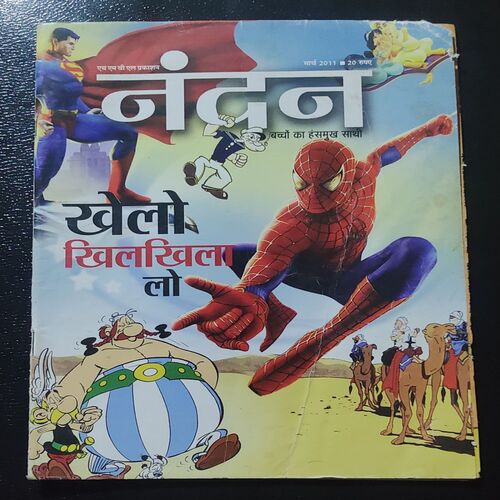 एच एम वी एल प्रकाशन
मार्च 2011 ■ 20 रुपए
नंदन
बच्चों का हंसमुख साथी
खेलो
खिलखिला
लो